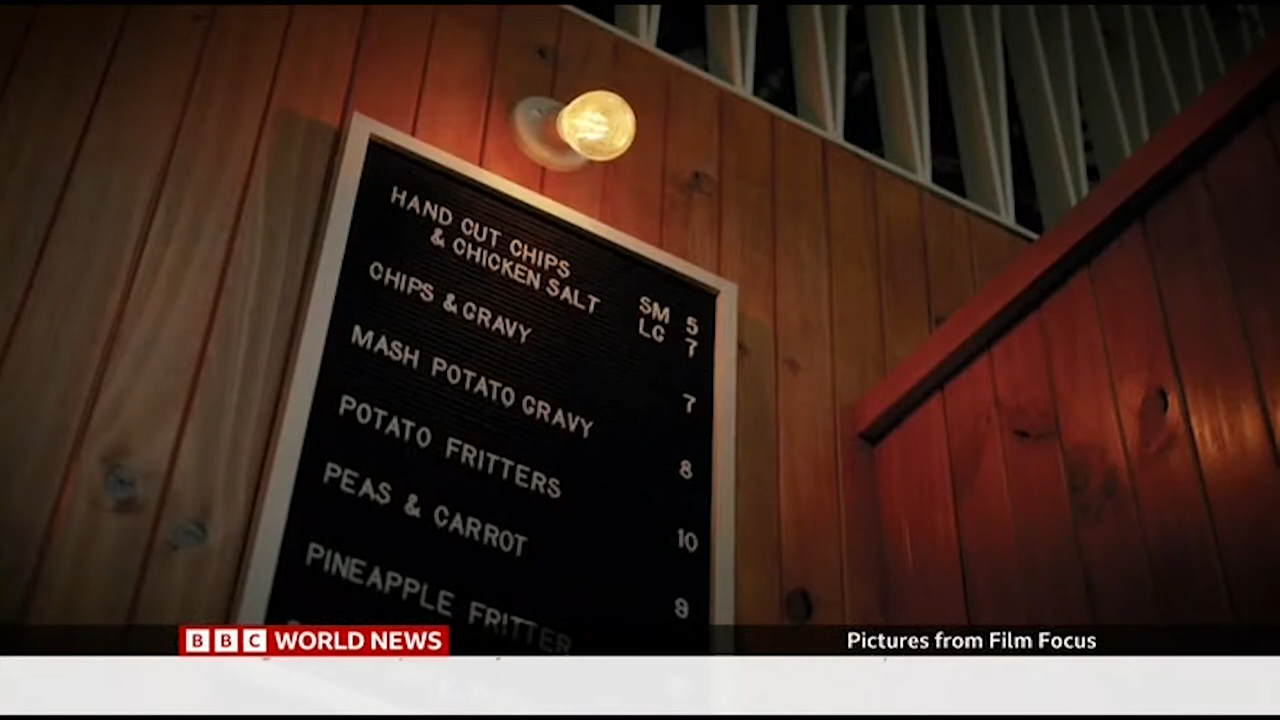 HAND CUT CHIPS
& CHICKEN SALT
SM 5
LG 7
CHIPS & GRAVY
7
MASH POTATO GRAVY
8
POTATO FRITTERS
10
PEAS & CARROT
8
PINEAPPLE FRITTER
BBC WORLD NEWS
Pictures from Film Focus